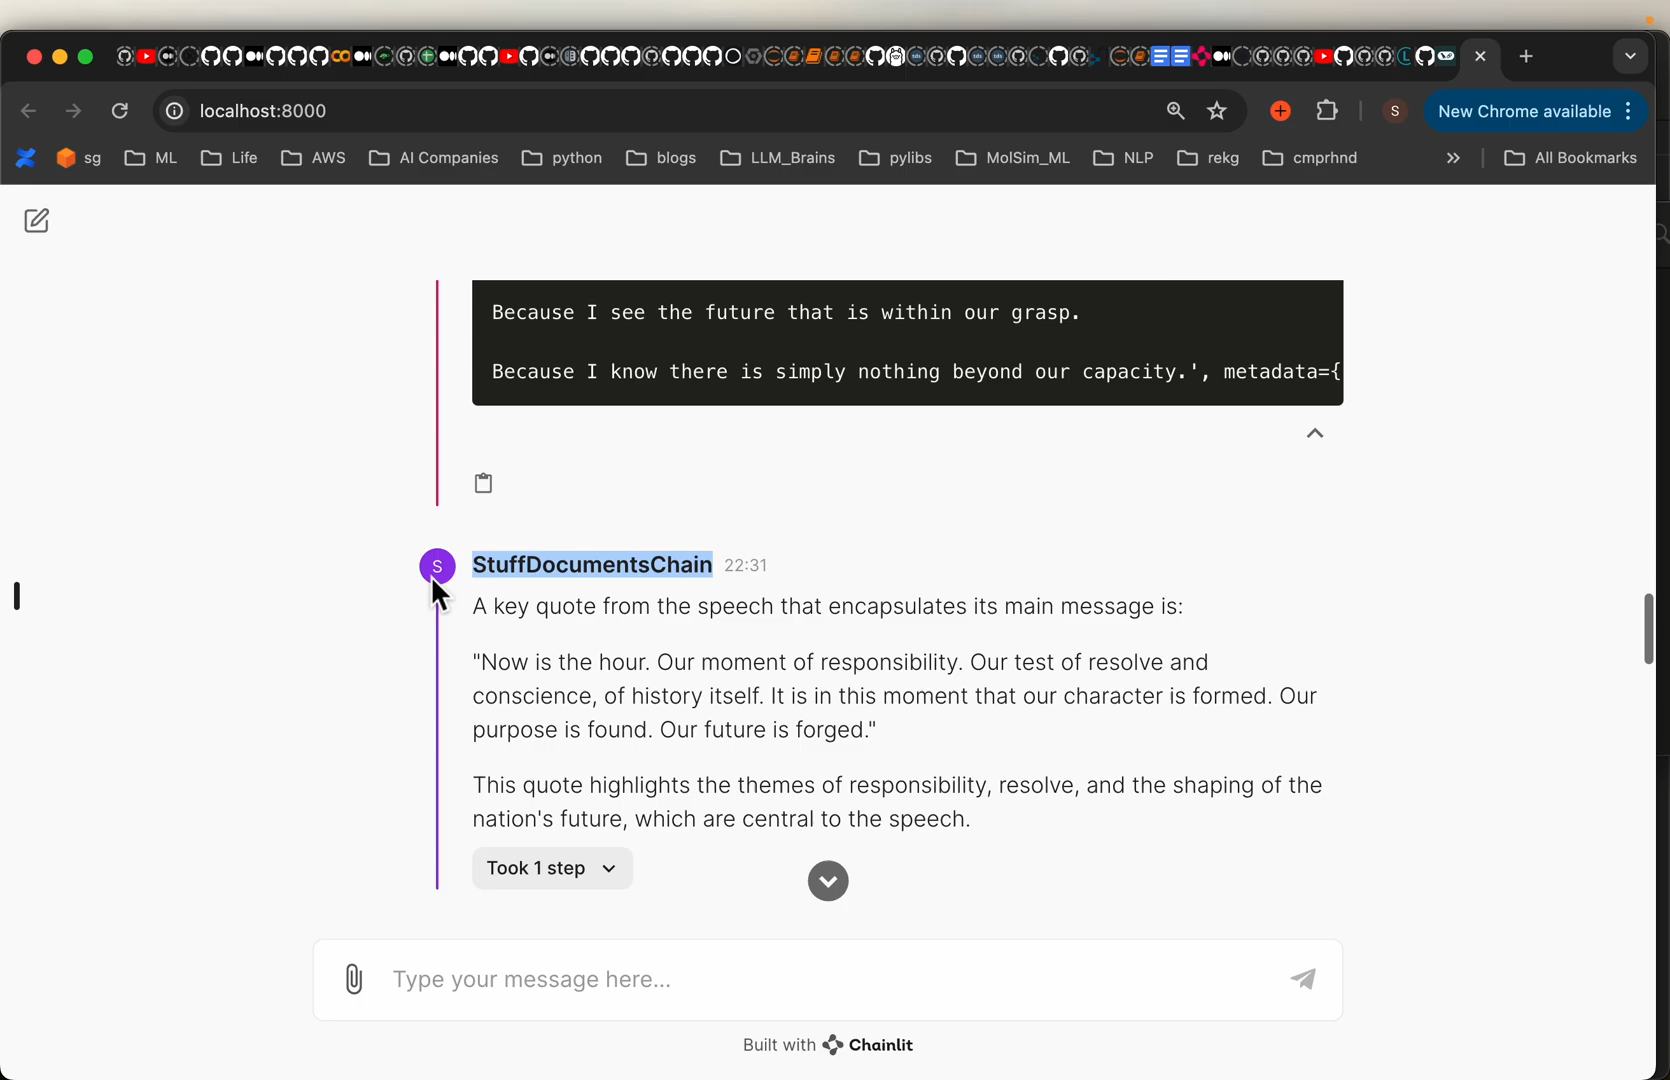 localhost:8000
S
New Chrome available
sg
ML
Life
AWS
AI Companies
python
blogs
LLM_Brains
pylibs
MolSim_ML
NLP
rekg
cmprhnd
»
All Bookmarks
Because I see the future that is within our grasp.
Because I know there is simply nothing beyond our capacity.', metadata={
S
StuffDocumentsChain 22:31
A key quote from the speech that encapsulates its main message is:
"Now is the hour. Our moment of responsibility. Our test of resolve and
conscience, of history itself. It is in this moment that our character is formed. Our
purpose is found. Our future is forged."
This quote highlights the themes of responsibility, resolve, and the shaping of the
nation's future, which are central to the speech.
Took 1 step
Type your message here...
Built with Chainlit